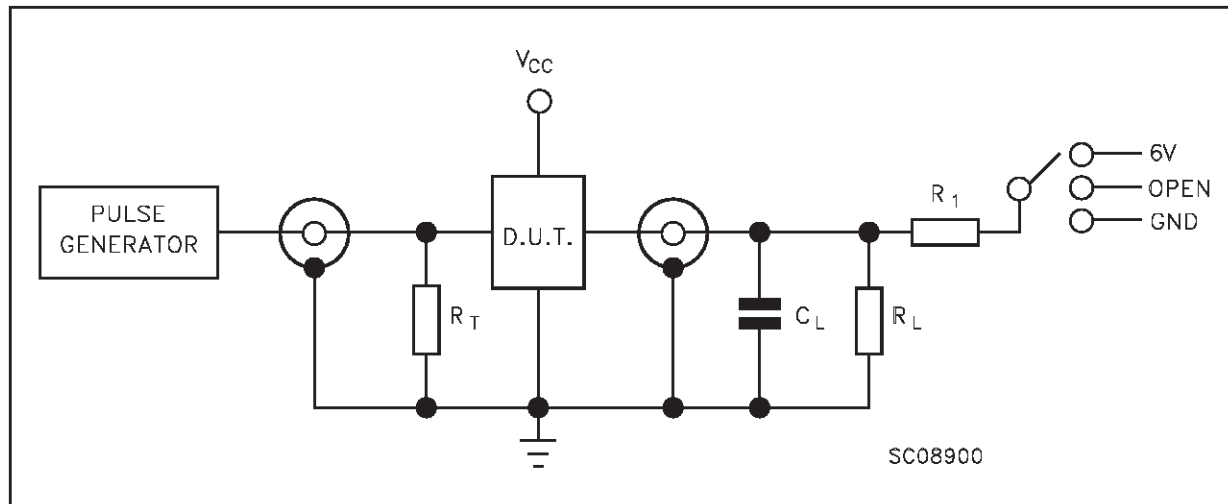 VCC
PULSE
GENERATOR
D.U.T.
RT
CL
RL
R1
6V
OPEN
GND
SC08900